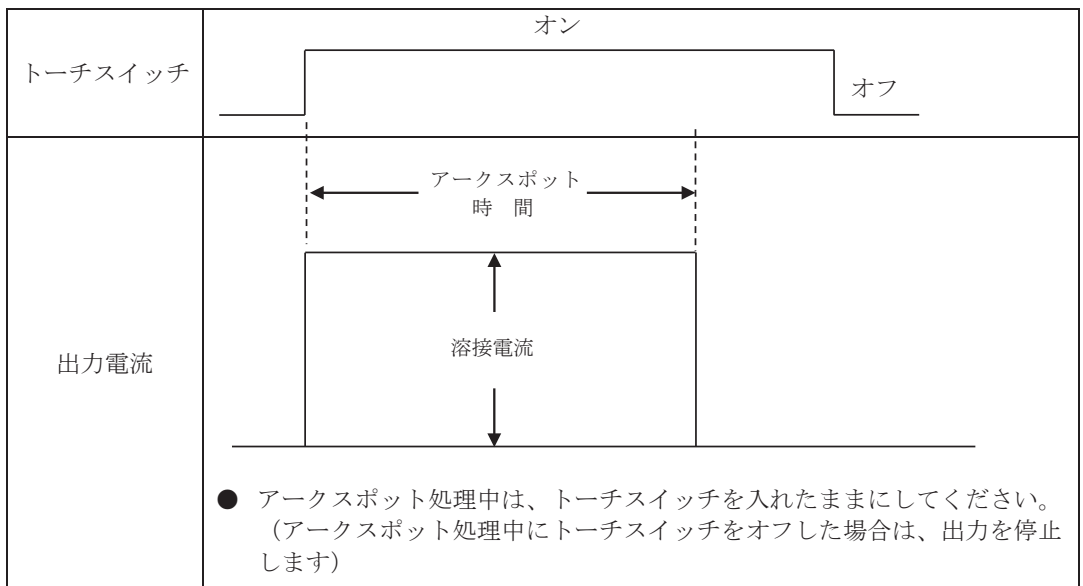 オン
トーチスイッチ
オフ
アークスポット
時 間
溶接電流
出力電流
● アークスポット処理中は、トーチスイッチを入れたままにしてください。
（アークスポット処理中にトーチスイッチをオフした場合は、出力を停止
します）